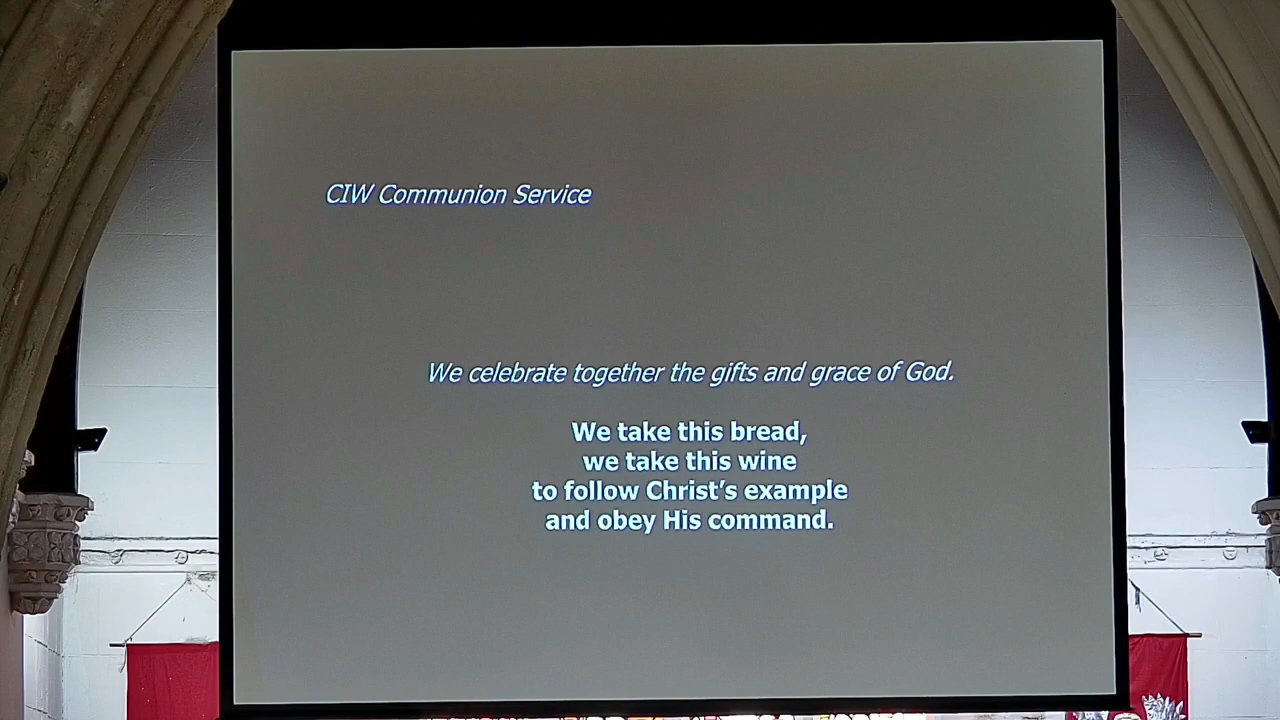 CIW Communion Service
We celebrate together the gifts and grace of God.
We take this bread,
we take this wine
to follow Christ’s example
and obey His command.